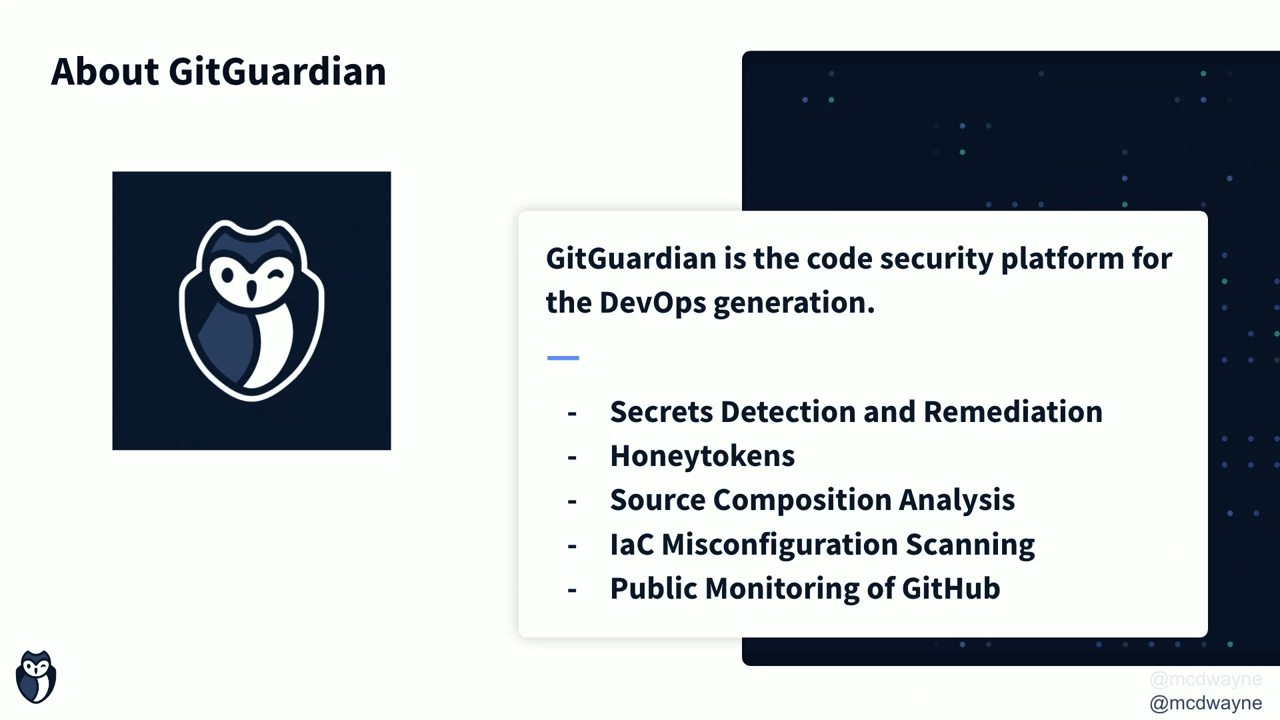 About GitGuardian
GitGuardian is the code security platform for
the DevOps generation.
- Secrets Detection and Remediation
- Honeytokens
- Source Composition Analysis
- IaC Misconfiguration Scanning
- Public Monitoring of GitHub
@mcdwayne
@mcdwayne